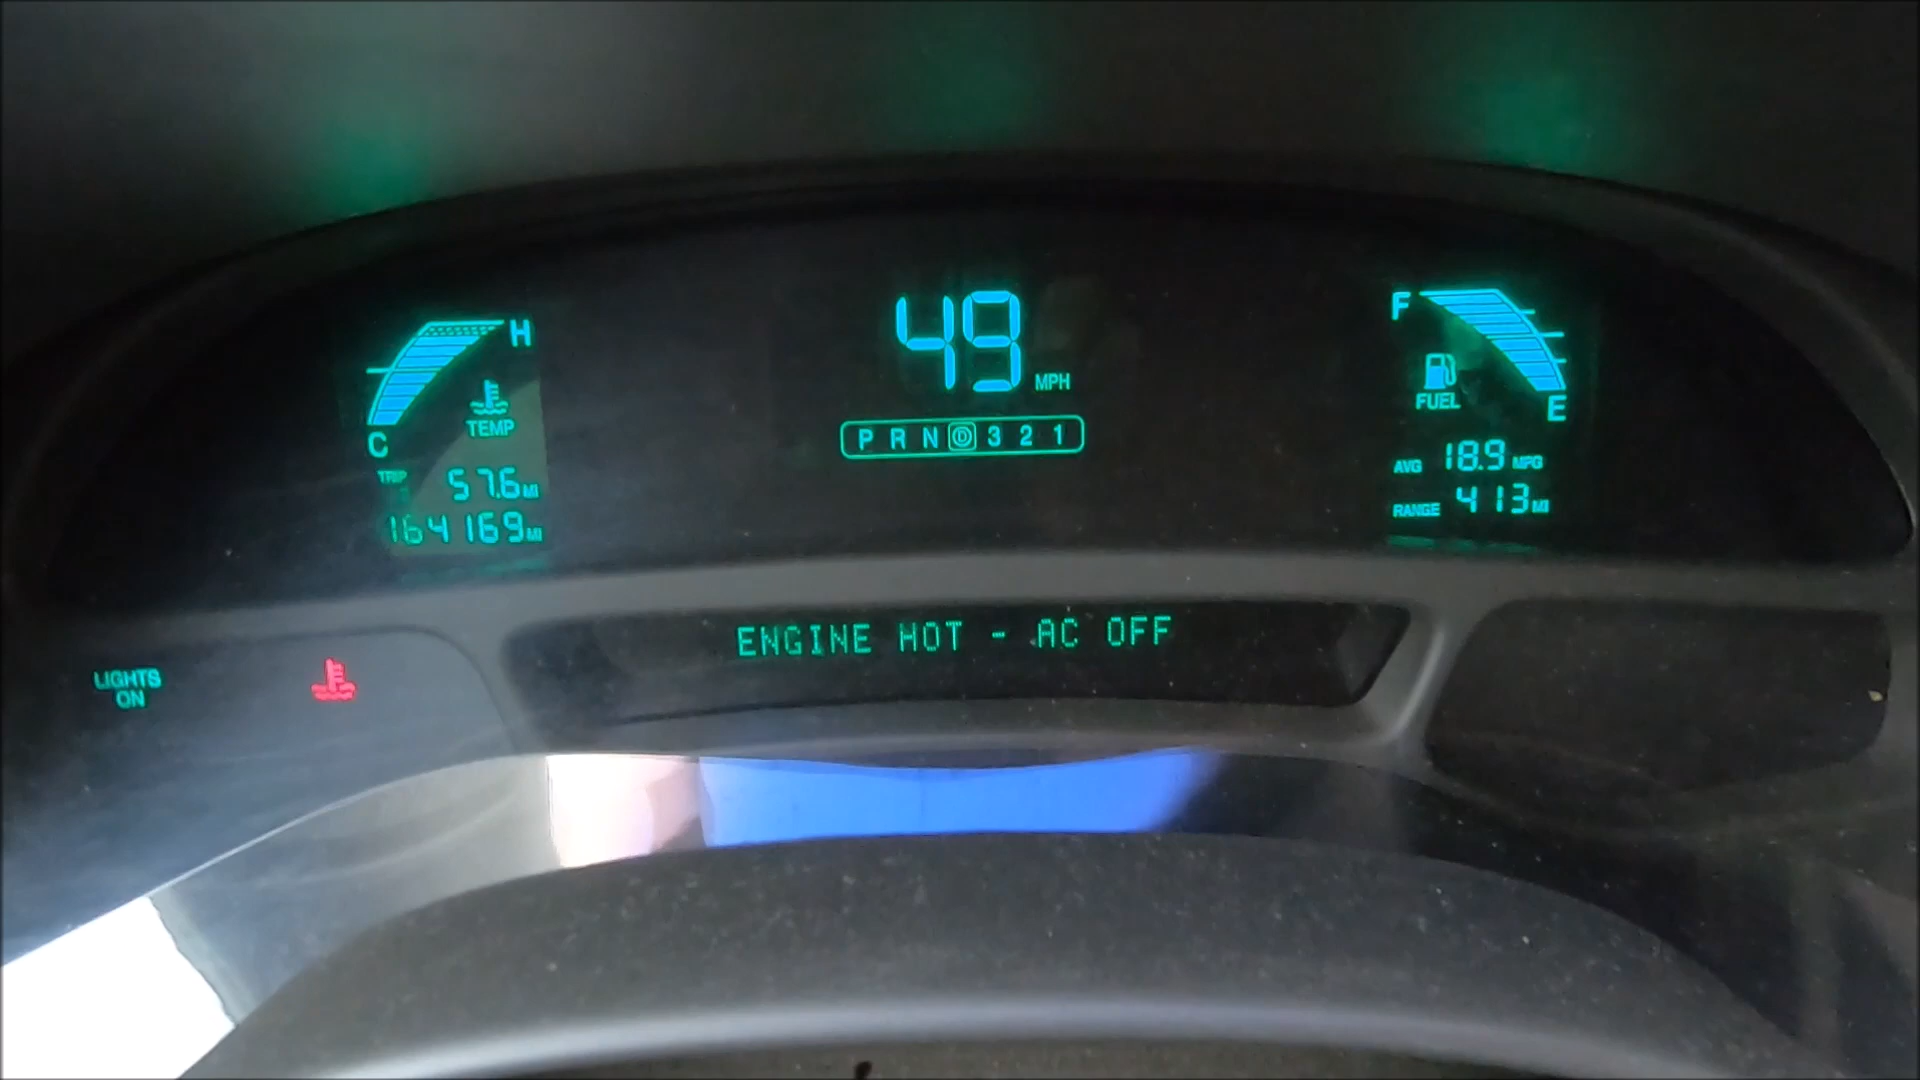 H
TEMP
C
TRIP 57.6 MI
164169 MI
49 MPH
P R N D 3 2 1
F
FUEL
E
AVG 18.9 MPG
RANGE 413 MI
ENGINE HOT - AC OFF
LIGHTS
ON